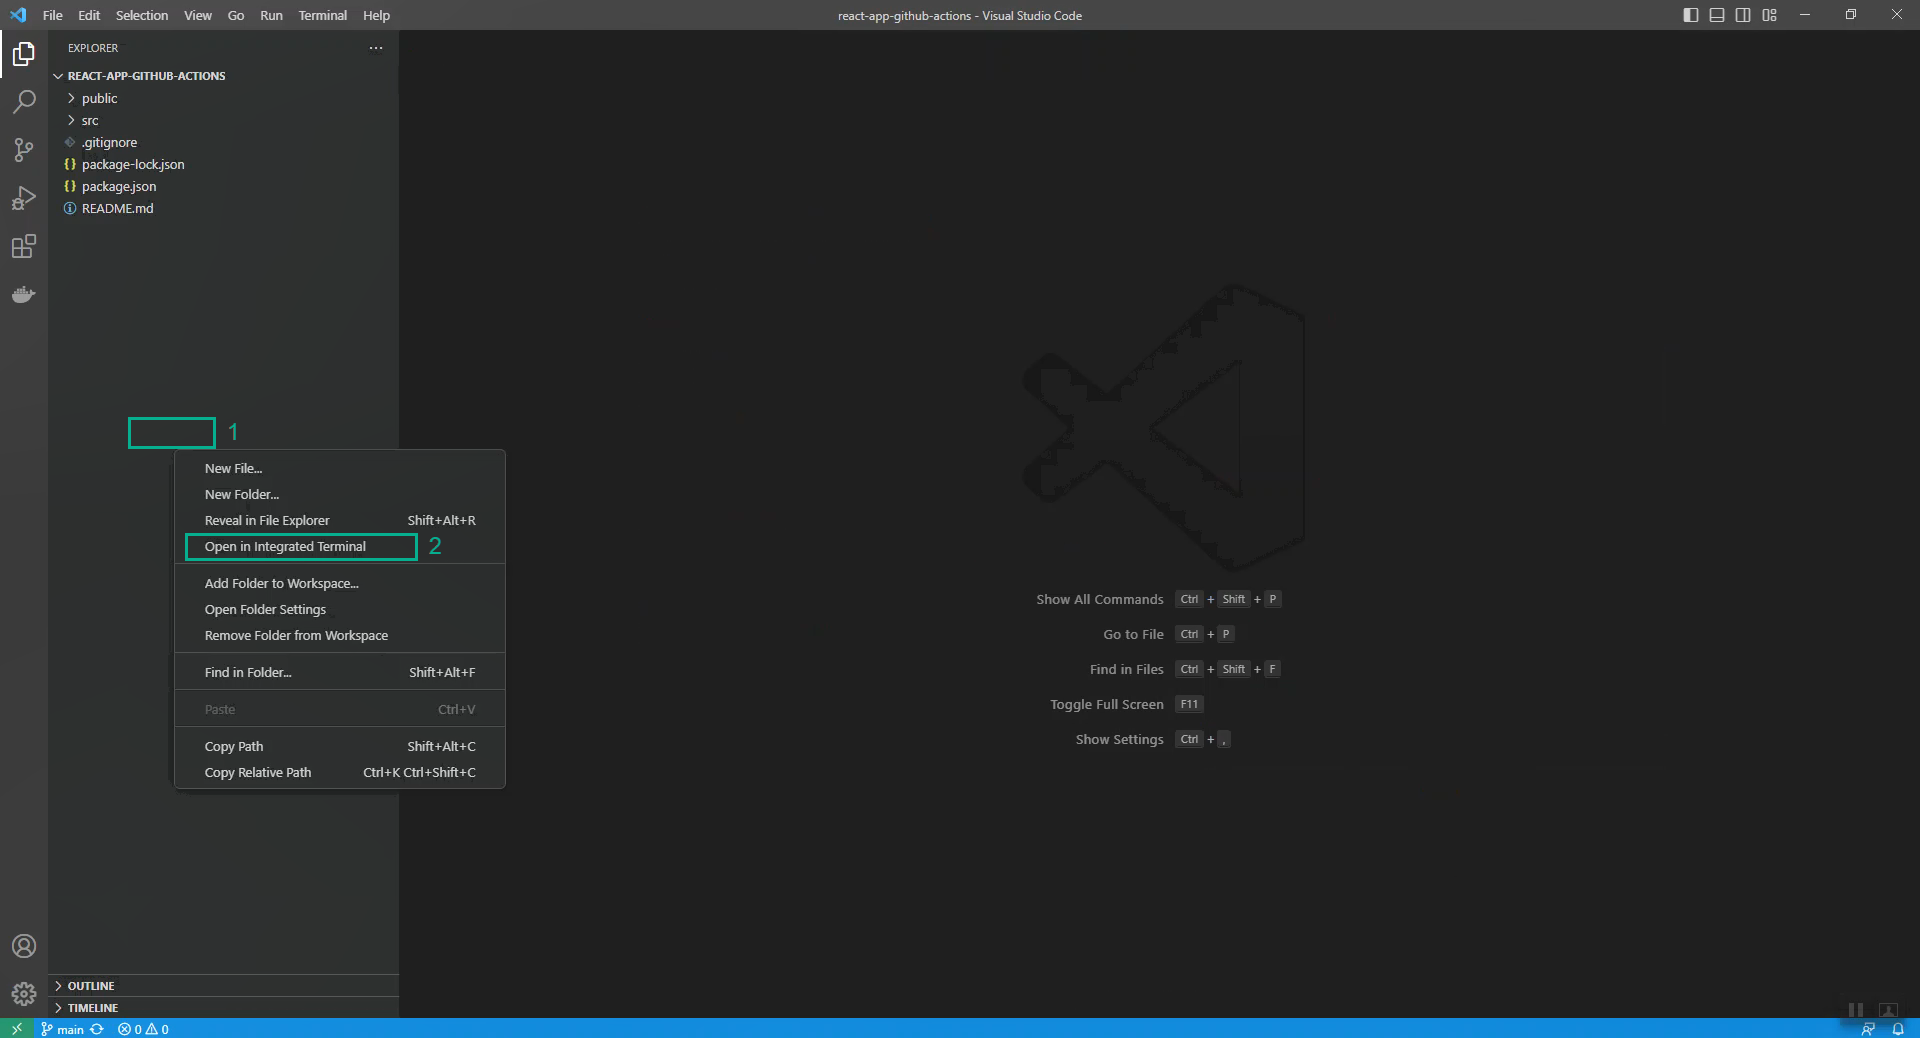 File Edit Selection View Go Run Terminal Help
react-app-github-actions - Visual Studio Code
EXPLORER
REACT-APP-GITHUB-ACTIONS
public
src
.gitignore
package-lock.json
package.json
README.md
1
New File...
New Folder...
Reveal in File Explorer Shift+Alt+R
Open in Integrated Terminal 2
Add Folder to Workspace...
Open Folder Settings
Remove Folder from Workspace
Find in Folder... Shift+Alt+F
Paste Ctrl+V
Copy Path Shift+Alt+C
Copy Relative Path Ctrl+K Ctrl+Shift+C
Show All Commands Ctrl + Shift + P
Go to File Ctrl + P
Find in Files Ctrl + Shift + F
Toggle Full Screen F11
Show Settings Ctrl + ,
OUTLINE
TIMELINE
main 0 0